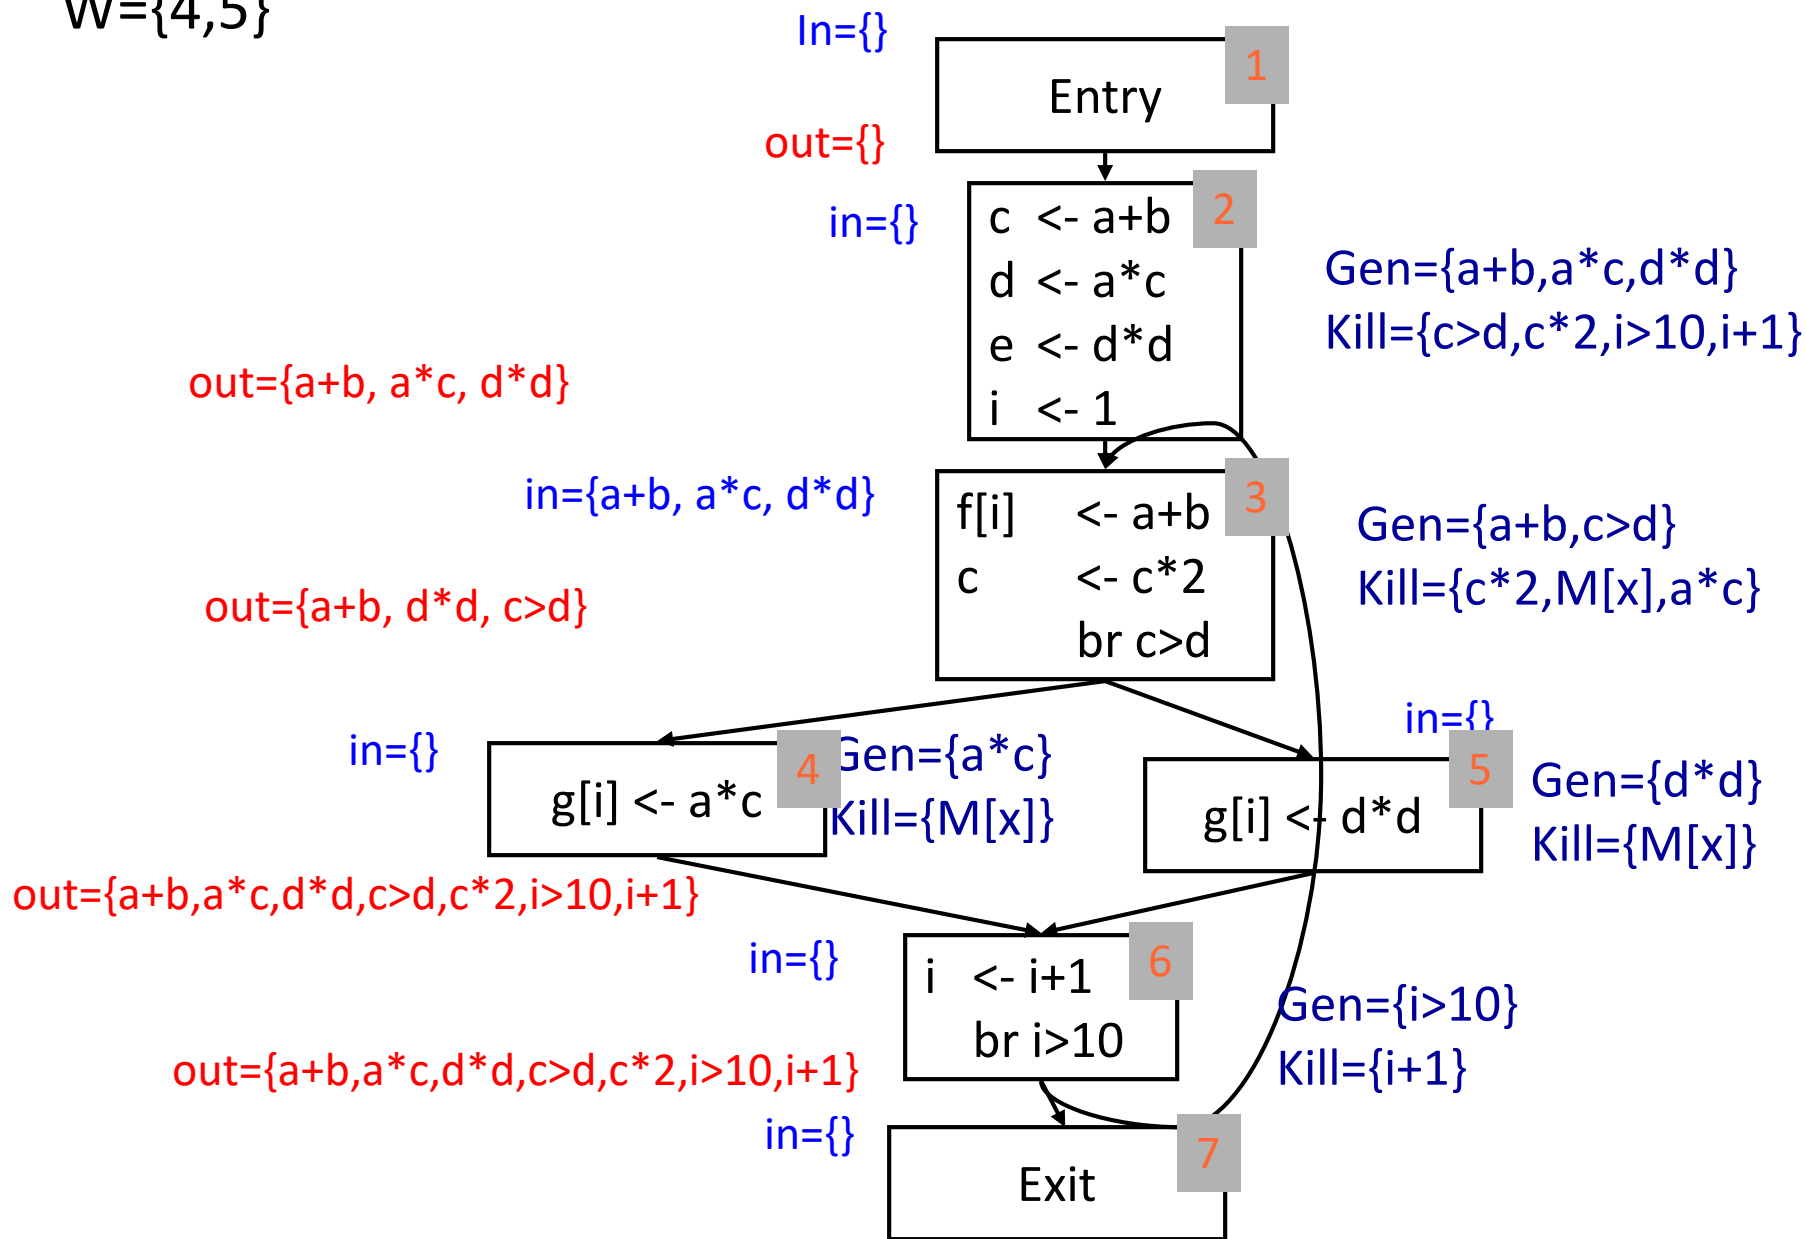 W={4,5}
In={}
1
Entry
out={}
in={}
2
c <- a+b
d <- a*c
e <- d*d
i <- 1
Gen={a+b,a*c,d*d}
Kill={c>d,c*2,i>10,i+1}
out={a+b, a*c, d*d}
in={a+b, a*c, d*d}
3
f[i] <- a+b
c <- c*2
br c>d
Gen={a+b,c>d}
Kill={c*2,M[x],a*c}
out={a+b, d*d, c>d}
in={}
4
g[i] <- a*c
Gen={a*c}
Kill={M[x]}
in={}
5
g[i] <- d*d
Gen={d*d}
Kill={M[x]}
out={a+b,a*c,d*d,c>d,c*2,i>10,i+1}
in={}
6
i <- i+1
br i>10
Gen={i>10}
Kill={i+1}
out={a+b,a*c,d*d,c>d,c*2,i>10,i+1}
in={}
7
Exit